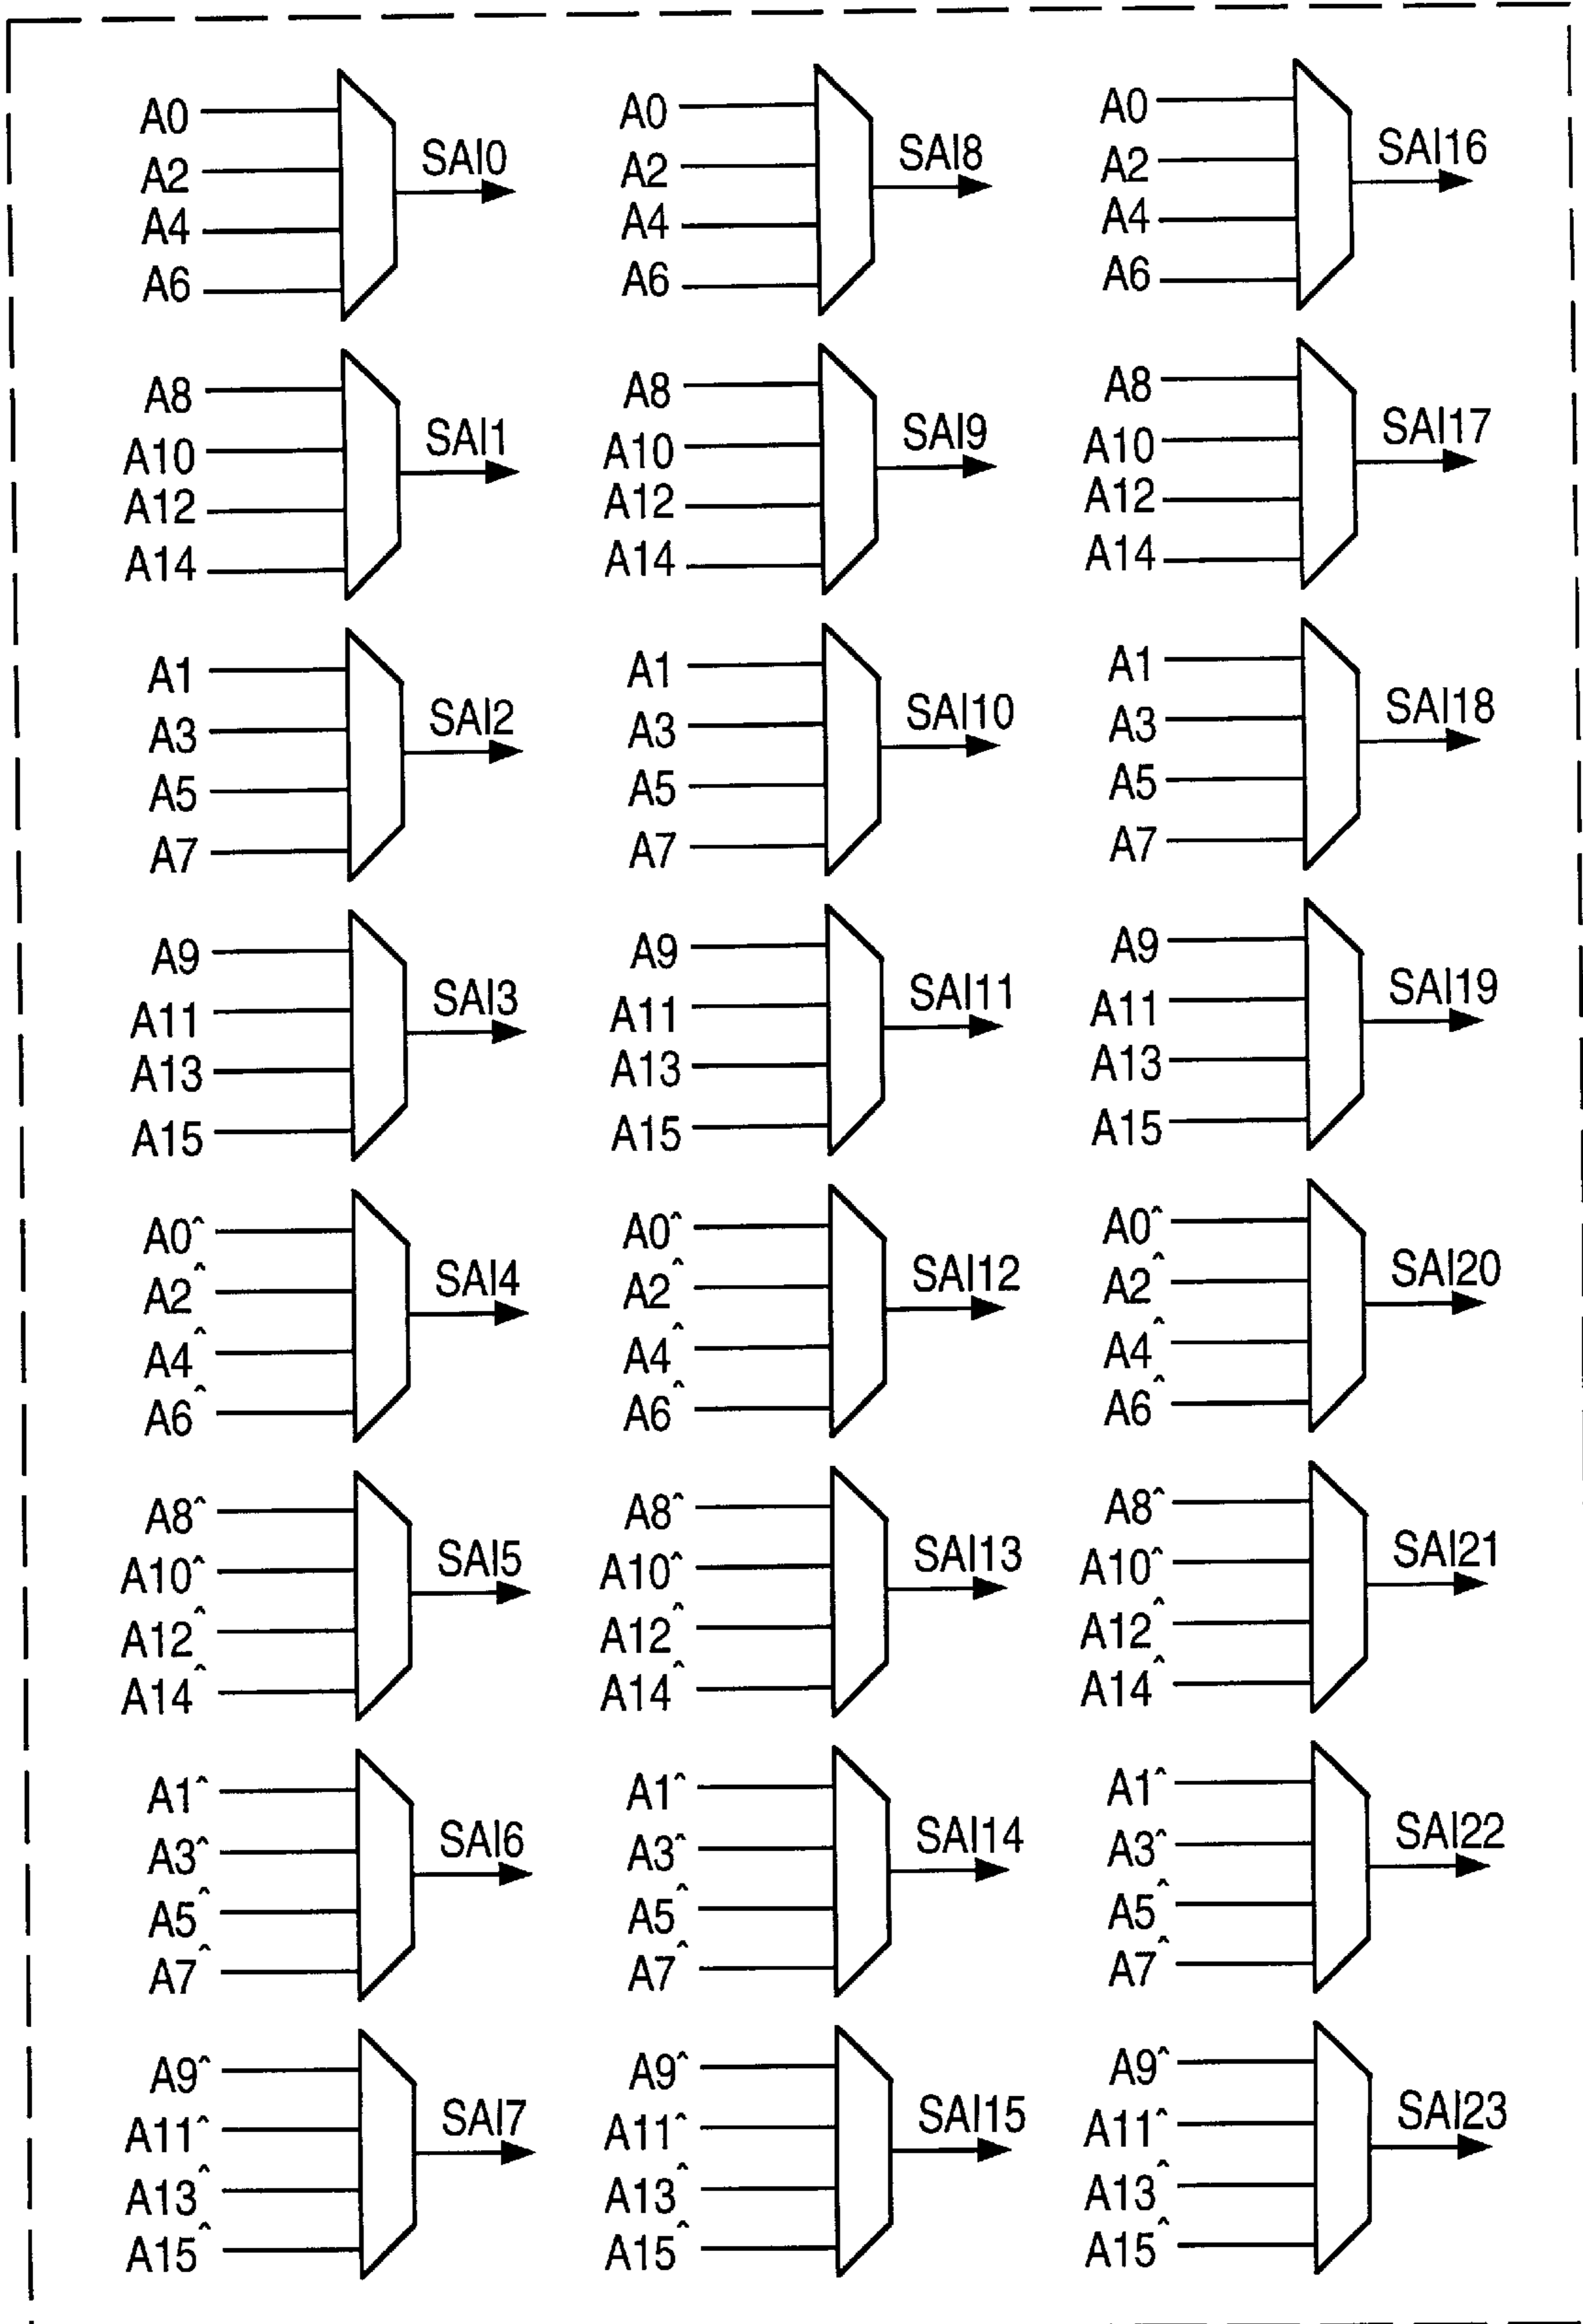 A0
A2
A4
A6
SAI0
A0
A2
A4
A6
SAI8
A0
A2
A4
A6
SAI16
A8
A10
A12
A14
SAI1
A8
A10
A12
A14
SAI9
A8
A10
A12
A14
SAI17
A1
A3
A5
A7
SAI2
A1
A3
A5
A7
SAI10
A1
A3
A5
A7
SAI18
A9
A11
A13
A15
SAI3
A9
A11
A13
A15
SAI11
A9
A11
A13
A15
SAI19
A0^
A2^
A4^
A6^
SAI4
A0^
A2^
A4^
A6^
SAI12
A0^
A2^
A4^
A6^
SAI20
A8^
A10^
A12^
A14^
SAI5
A8^
A10^
A12^
A14^
SAI13
A8^
A10^
A12^
A14^
SAI21
A1^
A3^
A5^
A7^
SAI6
A1^
A3^
A5^
A7^
SAI14
A1^
A3^
A5^
A7^
SAI22
A9^
A11^
A13^
A15^
SAI7
A9^
A11^
A13^
A15^
SAI15
A9^
A11^
A13^
A15^
SAI23